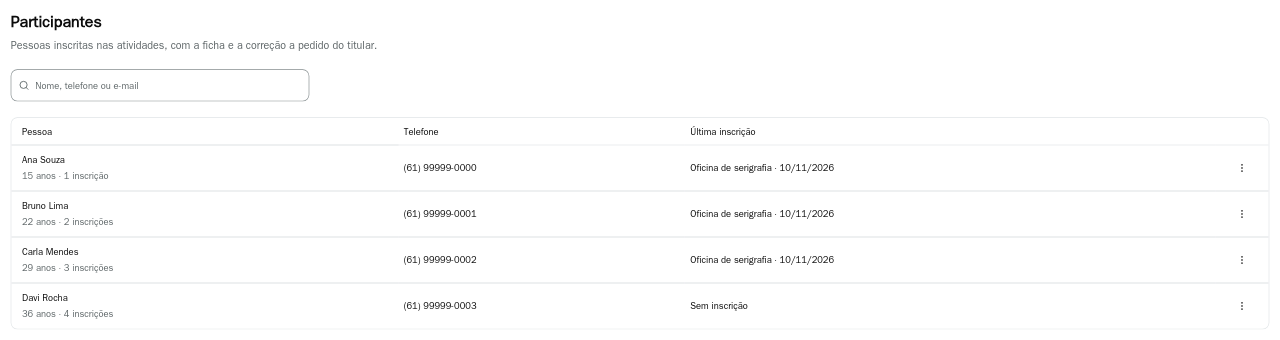 Participantes
Pessoas inscritas nas atividades, com a ficha e a correção a pedido do titular.
Nome, telefone ou e-mail
Pessoa Telefone Última inscrição
Ana Souza
15 anos · 1 inscrição
(61) 99999-0000 Oficina de serigrafia · 10/11/2026
Bruno Lima
22 anos · 2 inscrições
(61) 99999-0001 Oficina de serigrafia · 10/11/2026
Carla Mendes
29 anos · 3 inscrições
(61) 99999-0002 Oficina de serigrafia · 10/11/2026
Davi Rocha
36 anos · 4 inscrições
(61) 99999-0003 Sem inscrição